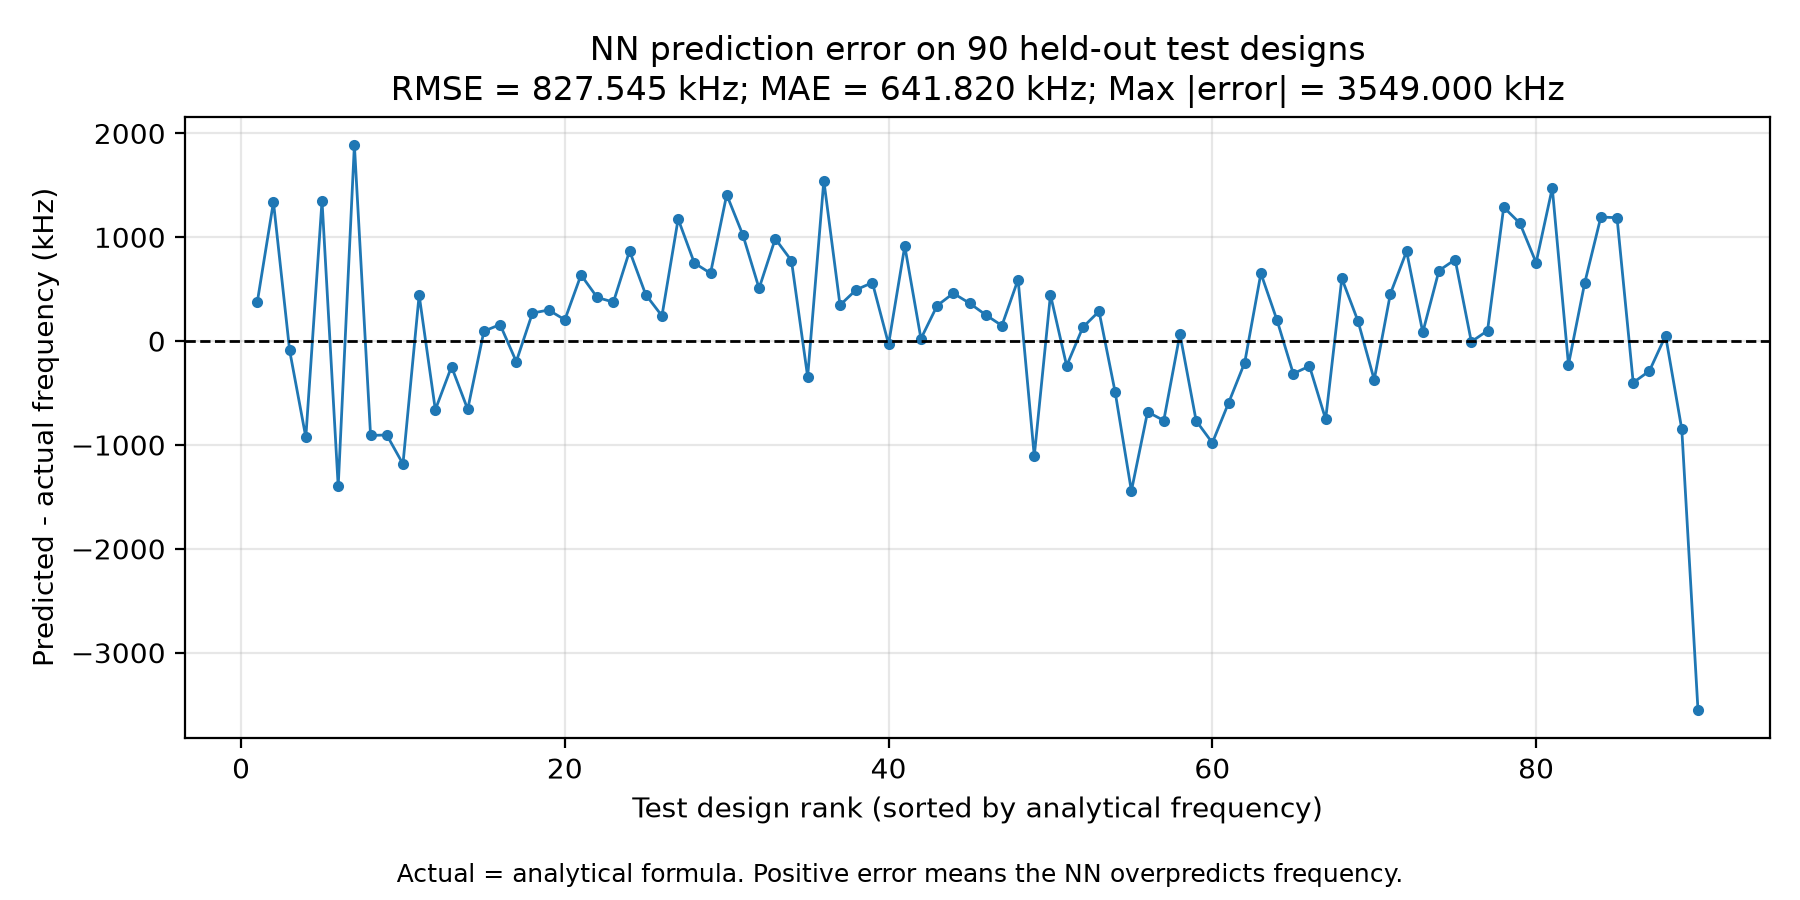 NN prediction error on 90 held-out test designs
RMSE = 827.545 kHz; MAE = 641.820 kHz; Max |error| = 3549.000 kHz
Predicted - actual frequency (kHz)
2000
1000
0
−1000
−2000
−3000
0 20 40 60 80
Test design rank (sorted by analytical frequency)
Actual = analytical formula. Positive error means the NN overpredicts frequency.